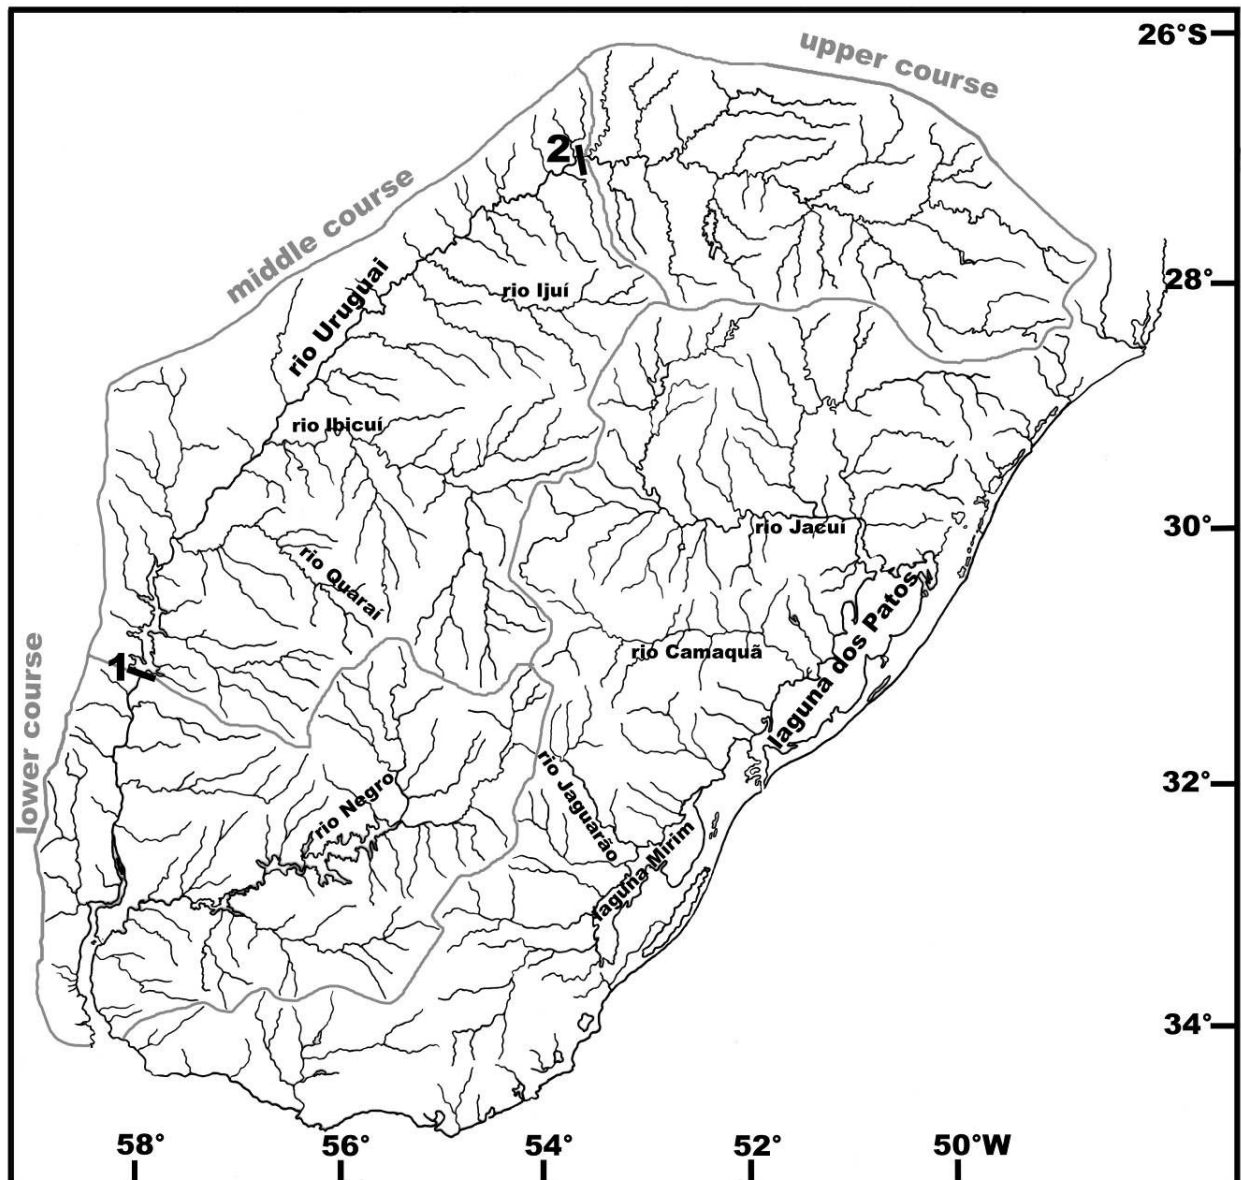 26°S
upper course
2
middle course
28°
rio Ijuí
rio Uruguai
rio Ibicuí
30°
rio Jacuí
rio Quaraí
laguna dos Patos
rio Camaquã
1
lower course
rio Negro
rio Jaguarão
32°
laguna Mirim
34°
58°
56°
54°
52°
50°W